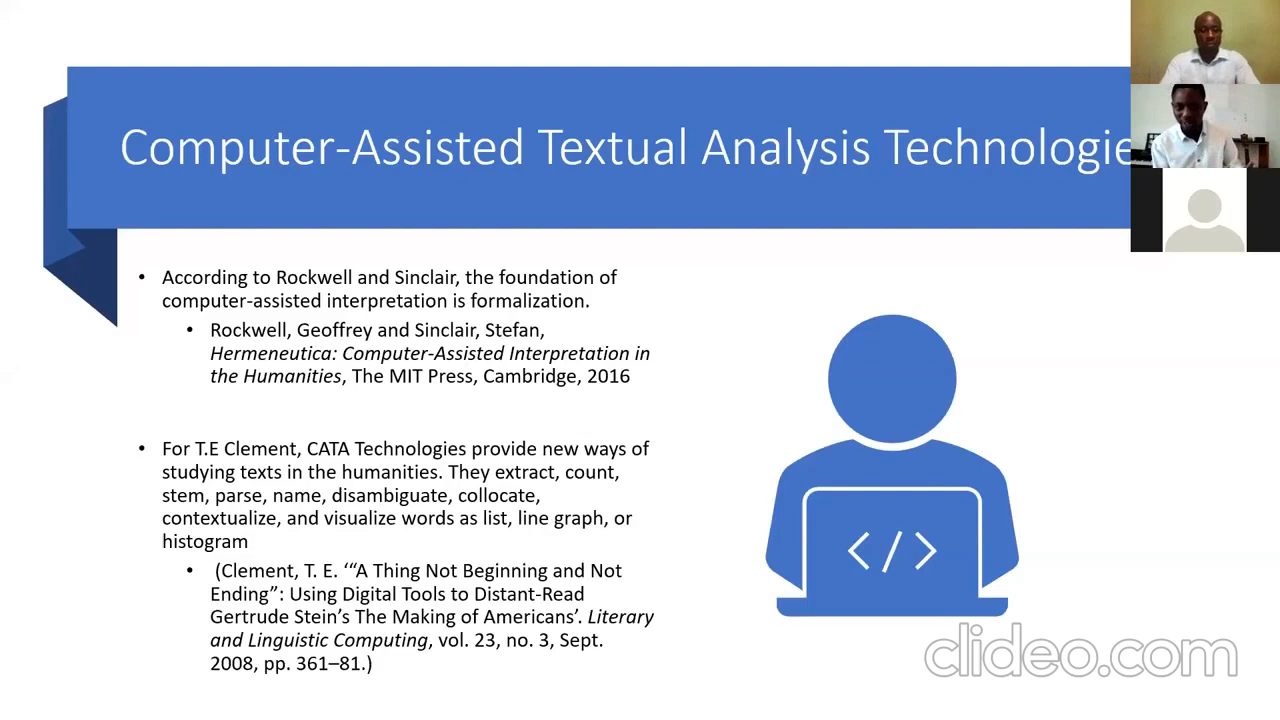 Computer-Assisted Textual Analysis Technologie
• According to Rockwell and Sinclair, the foundation of
computer-assisted interpretation is formalization.
• Rockwell, Geoffrey and Sinclair, Stefan,
Hermeneutica: Computer-Assisted Interpretation in
the Humanities, The MIT Press, Cambridge, 2016
• For T.E Clement, CATA Technologies provide new ways of
studying texts in the humanities. They extract, count,
stem, parse, name, disambiguate, collocate,
contextualize, and visualize words as list, line graph, or
histogram
• (Clement, T. E. ‘“A Thing Not Beginning and Not
Ending”: Using Digital Tools to Distant-Read
Gertrude Stein’s The Making of Americans’. Literary
and Linguistic Computing, vol. 23, no. 3, Sept.
2008, pp. 361–81.)
</>
clideo.com